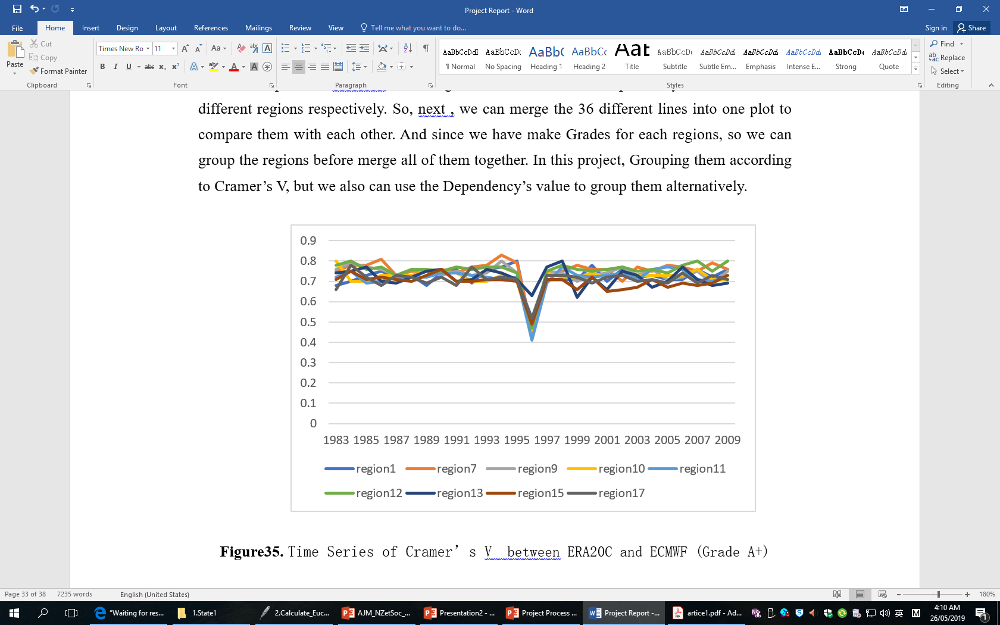 Project Report - Word
File Home Insert Design Layout References Mailings Review View Tell me what you want to do... Sign in Share
Paste Cut Copy Format Painter
Times New Ro 11
AaBbCcDdI AaBbCcDc AaBbC AaBbCc AaB AaBbCcDc AaBbCcDd AaBbCcDd AaBbCcDd AaBbCcDc AaBbCcDd
¶ Normal No Spacing Heading 1 Heading 2 Title Subtitle Subtle Em... Emphasis Intense E... Strong Quote
Find Replace Select
Clipboard Font Paragraph Styles Editing
different regions respectively. So, next , we can merge the 36 different lines into one plot to
compare them with each other. And since we have make Grades for each regions, so we can
group the regions before merge all of them together. In this project, Grouping them according
to Cramer’s V, but we also can use the Dependency’s value to group them alternatively.
0.9
0.8
0.7
0.6
0.5
0.4
0.3
0.2
0.1
0
1983 1985 1987 1989 1991 1993 1995 1997 1999 2001 2003 2005 2007 2009
region1 region7 region9 region10 region11
region12 region13 region15 region17
Figure35. Time Series of Cramer’s V between ERA20C and ECMWF (Grade A+)
Page 33 of 38 7235 words English (United States) 180%
"Waiting for res... 1.State1 2.Calculate_Euc... AJM_NZetSoc_... Presentation2 - ... Project Process ... Project Report -... artice1.pdf - Ad... 英 M 4:10 AM
26/05/2019